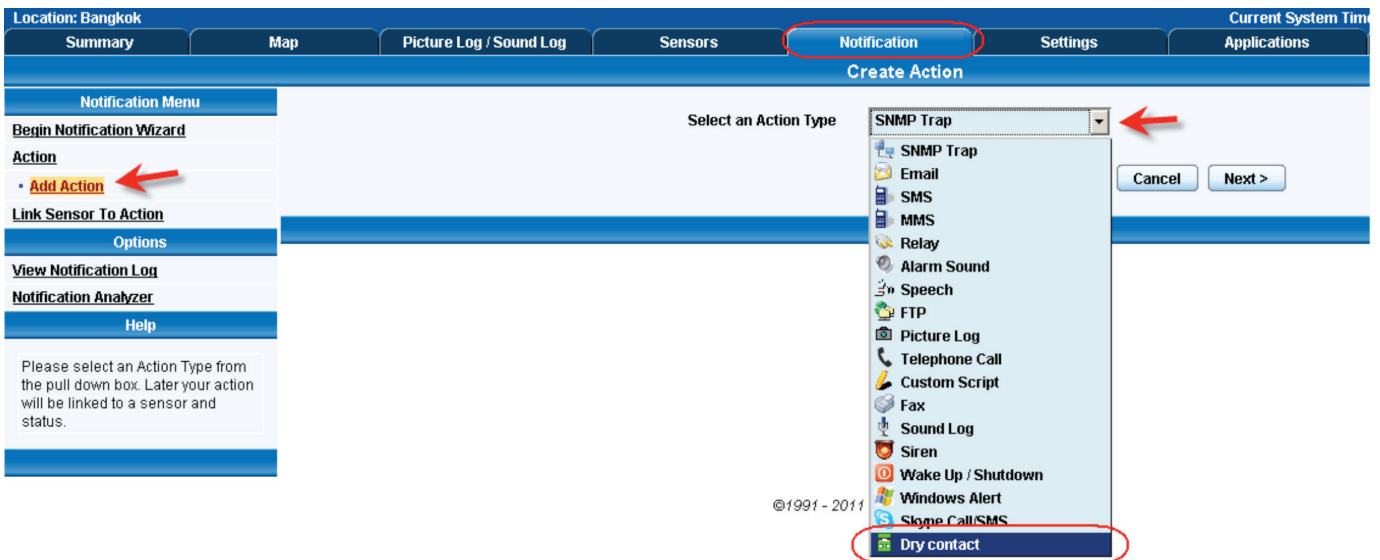 Location: Bangkok
Current System Tim
Summary
Map
Picture Log / Sound Log
Sensors
Notification
Settings
Applications
Create Action
Notification Menu
Begin Notification Wizard
Action
Add Action
Link Sensor To Action
Options
View Notification Log
Notification Analyzer
Help
Please select an Action Type from
the pull down box. Later your action
will be linked to a sensor and
status.
Select an Action Type
SNMP Trap
SNMP Trap
Email
SMS
MMS
Relay
Alarm Sound
Speech
FTP
Picture Log
Telephone Call
Custom Script
Fax
Sound Log
Siren
Wake Up / Shutdown
Windows Alert
Skype Call/SMS
Dry contact
Cancel
Next >
©1991 - 2011